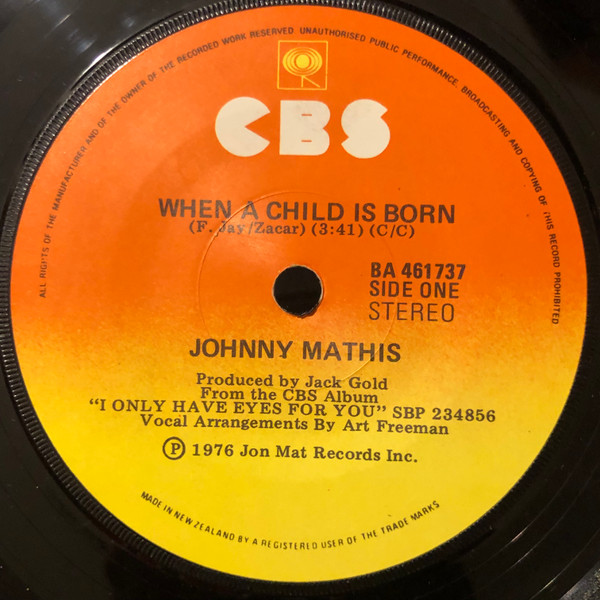 ALL RIGHTS OF THE MANUFACTURER AND OF THE OWNER OF THE RECORDED WORK RESERVED UNAUTHORISED PUBLIC PERFORMANCE, BROADCASTING AND COPYING OF THIS RECORD PROHIBITED
CBS
WHEN A CHILD IS BORN
(F. Jay/Zacar) (3:41) (C/C)
BA 461737
SIDE ONE
STEREO
JOHNNY MATHIS
Produced by Jack Gold
From the CBS Album
"I ONLY HAVE EYES FOR YOU" SBP 234856
Vocal Arrangements By Art Freeman
Ⓟ 1976 Jon Mat Records Inc.
MADE IN NEW ZEALAND BY A REGISTERED USER OF THE TRADE MARKS